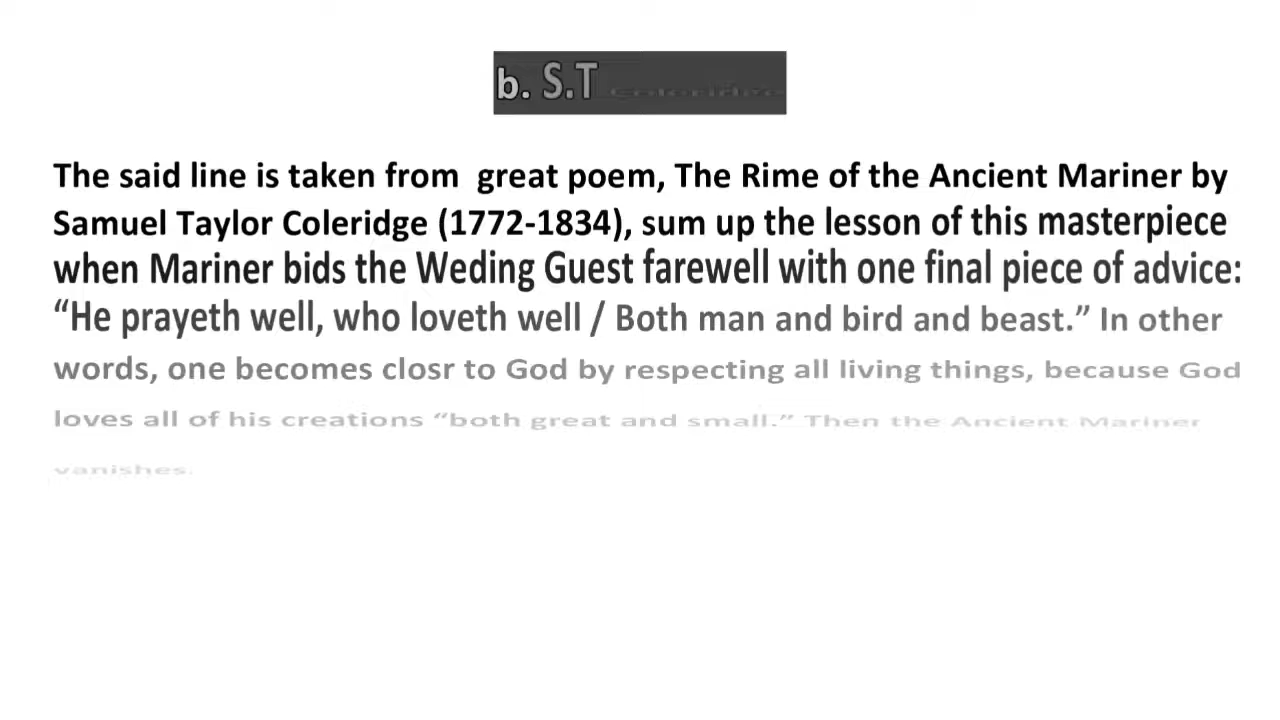 b. S.T Coleridge
The said line is taken from great poem, The Rime of the Ancient Mariner by
Samuel Taylor Coleridge (1772-1834), sum up the lesson of this masterpiece
when Mariner bids the Weding Guest farewell with one final piece of advice:
“He prayeth well, who loveth well / Both man and bird and beast.” In other
words, one becomes closr to God by respecting all living things, because God
loves all of his creations “both great and small.” Then the Ancient Mariner
vanishes.